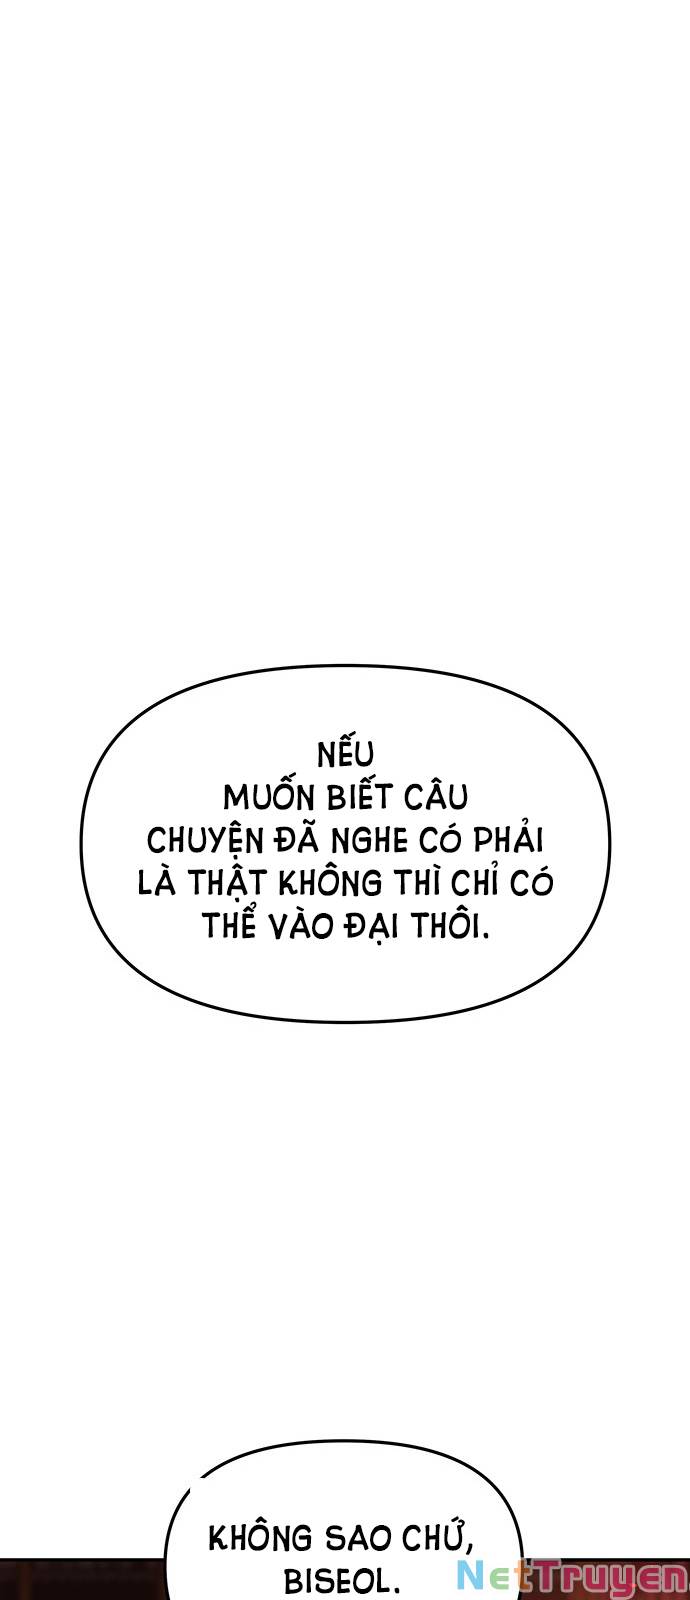 NẾU
MUỐN BIẾT CÂU
CHUYỆN ĐÃ NGHE CÓ PHẢI
LÀ THẬT KHÔNG THÌ CHỈ CÓ
THỂ VÀO ĐẠI THÔI.
KHÔNG SAO CHỨ,
BISEOL.
NetTruyen